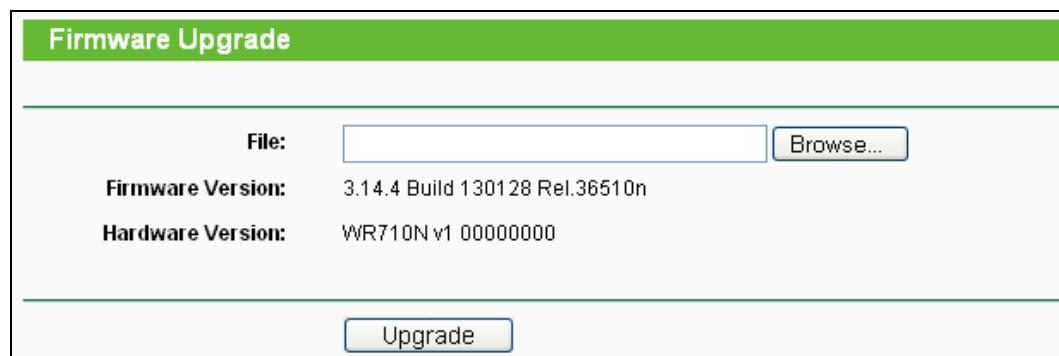 Firmware Upgrade
File: Browse...
Firmware Version: 3.14.4 Build 130128 Rel.36510n
Hardware Version: WR710N v1 00000000
Upgrade